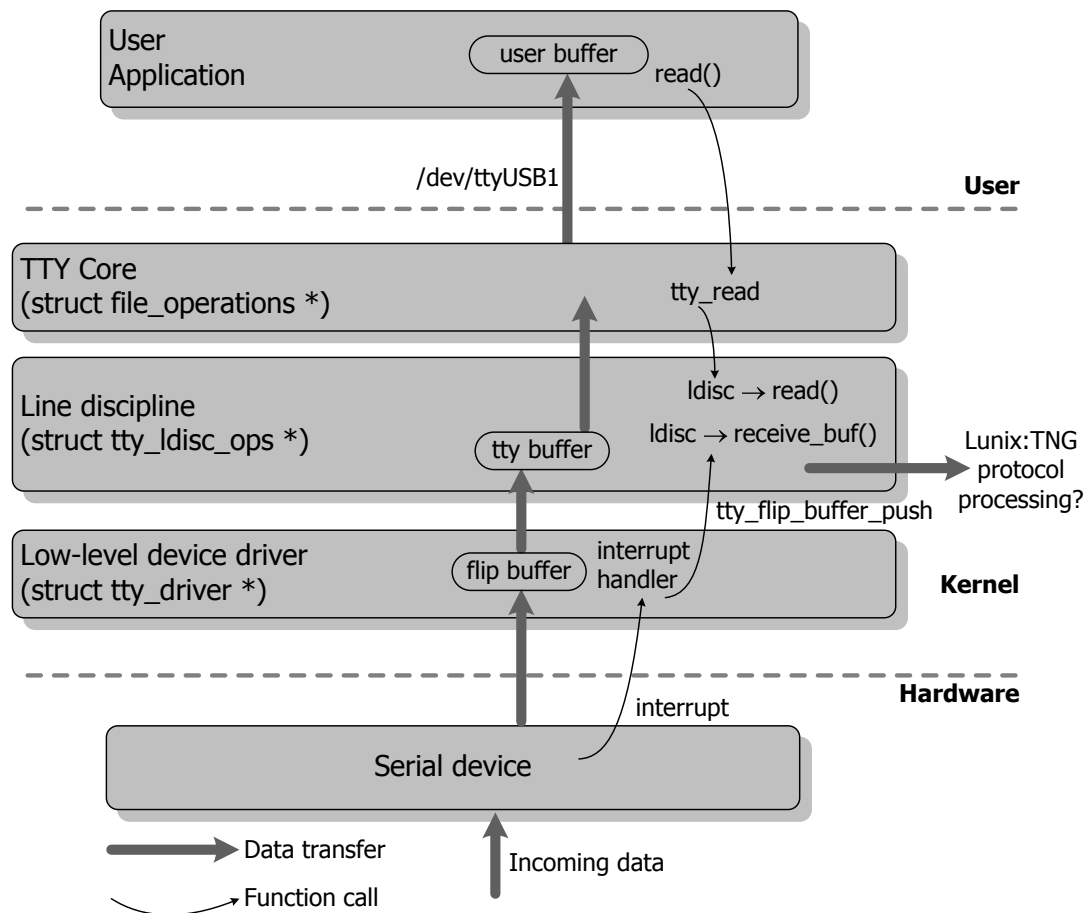 User
Application
user buffer
read()
/dev/ttyUSB1
User
TTY Core
(struct file_operations *)
tty_read
Line discipline
(struct tty_ldisc_ops *)
ldisc → read()
ldisc → receive_buf()
tty buffer
Lunix:TNG
protocol
processing?
tty_flip_buffer_push
Low-level device driver
(struct tty_driver *)
flip buffer
interrupt
handler
Kernel
Hardware
interrupt
Serial device
Data transfer
Incoming data
Function call